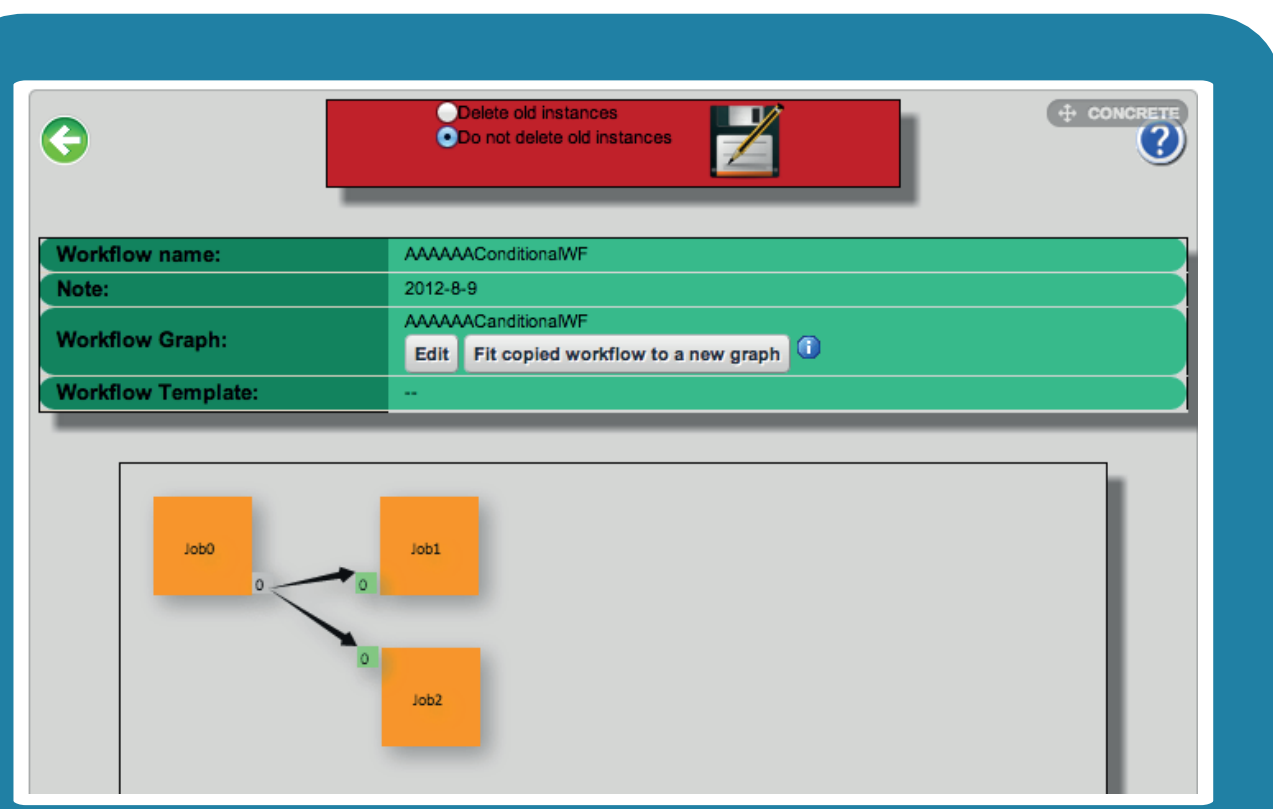 Delete old instances
Do not delete old instances
CONCRETE
?
Workflow name: AAAAAAConditionalWF
Note: 2012-8-9
AAAAAACanditionalWF
Workflow Graph: Edit Fit copied workflow to a new graph i
Workflow Template: --
Job0 Job1
0 0
0
Job2